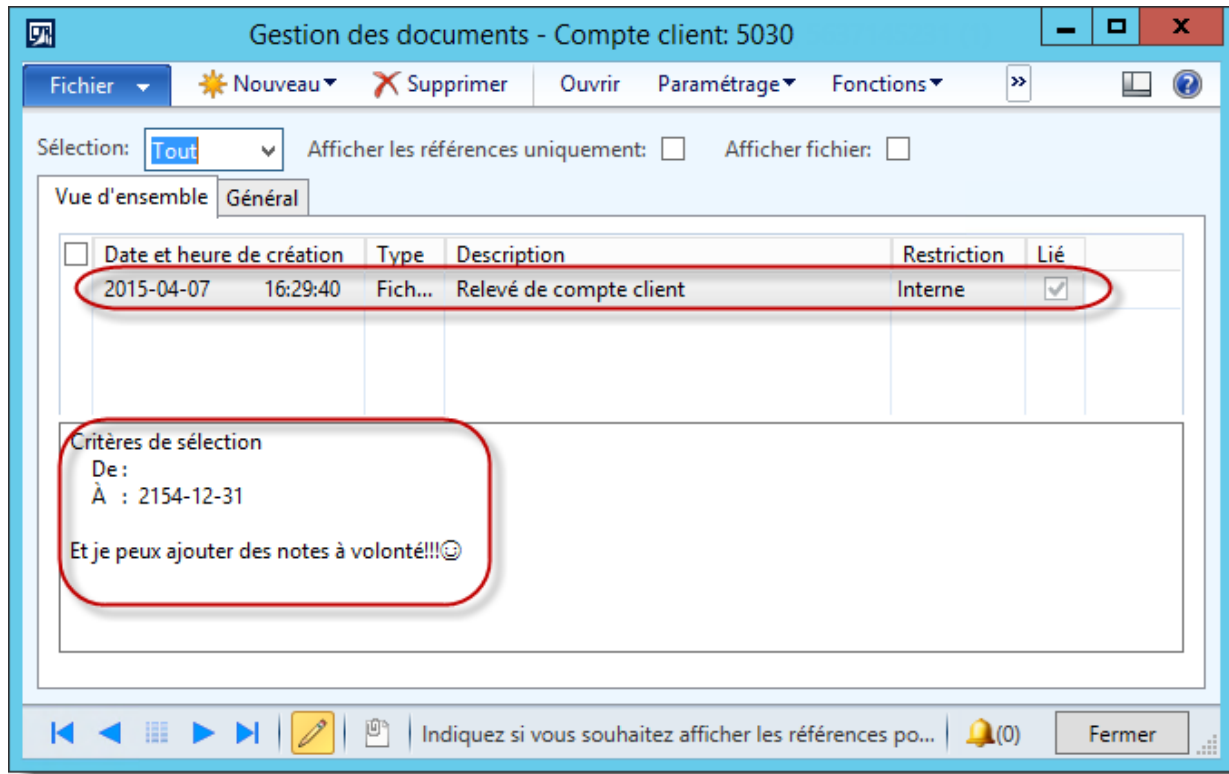 Gestion des documents - Compte client: 5030
Fichier Nouveau Supprimer Ouvrir Paramétrage Fonctions »
Sélection: Tout Afficher les références uniquement: Afficher fichier:
Vue d'ensemble Général
Date et heure de création Type Description Restriction Lié
2015-04-07 16:29:40 Fich... Relevé de compte client Interne
Critères de sélection
De :
À : 2154-12-31
Et je peux ajouter des notes à volonté!!!☺
Indiquez si vous souhaitez afficher les références po... (0) Fermer